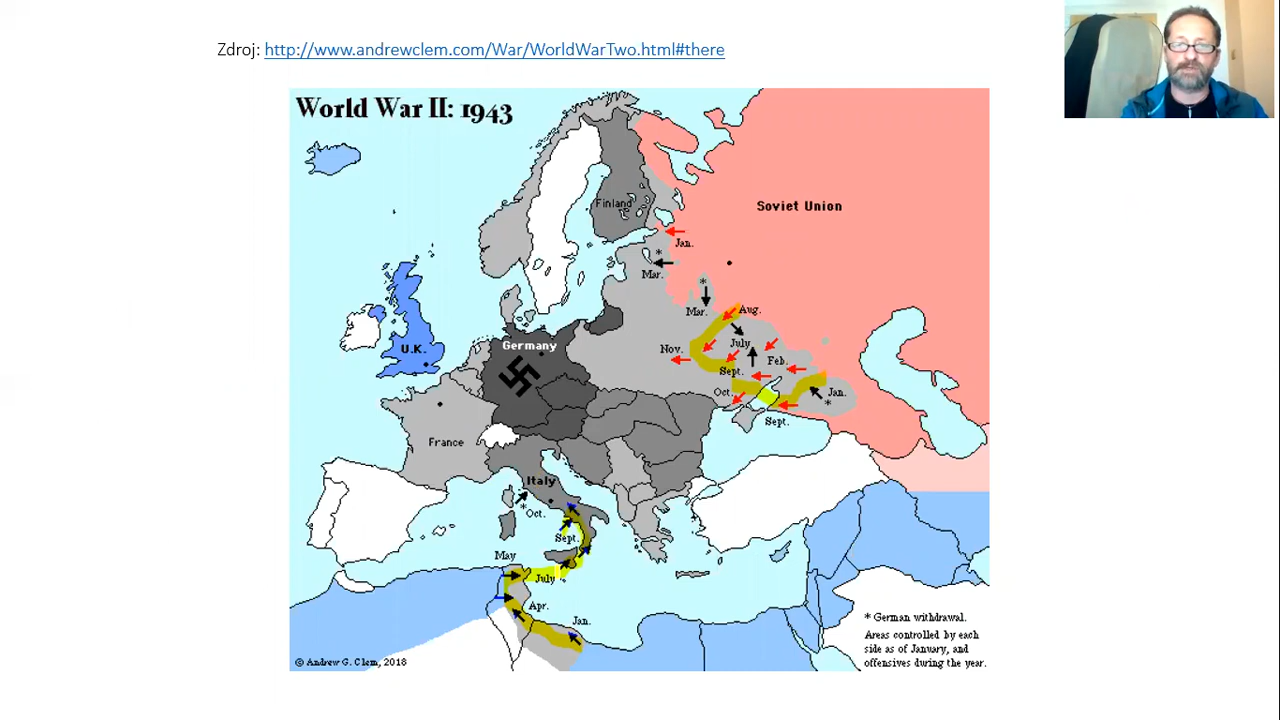 Zdroj: http://www.andrewclem.com/War/WorldWarTwo.html#there
World War II: 1943
Soviet Union
Finland
Jan.
*
Mar.
*
Mar.
Aug.
July
Nov.
Feb.
Sept.
Oct.
Jan.
*
Sept.
U.K.
Germany
France
Italy
*
Oct.
Sept.
May
July
Apr.
Jan.
* German withdrawal.
Areas controlled by each
side as of January, and
offensives during the year.
© Andrew G. Clem, 2018